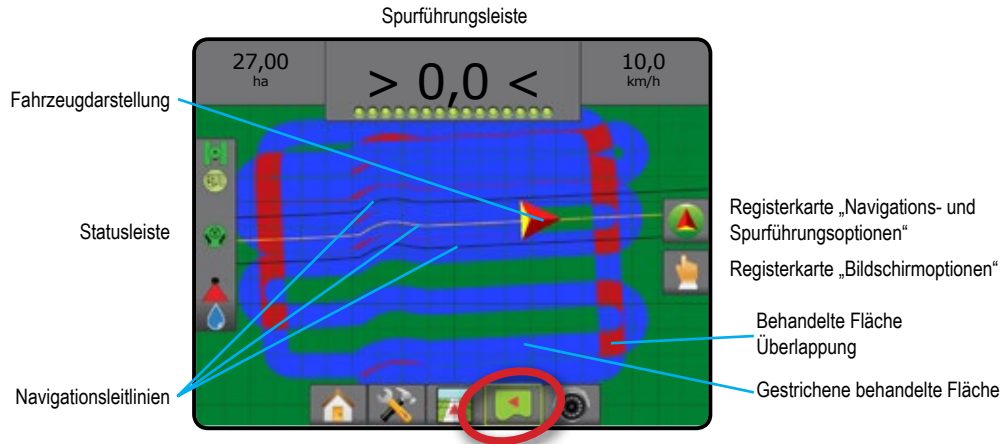 Spurführungsleiste
27,00
ha
> 0,0 <
10,0
km/h
Fahrzeugdarstellung
Statusleiste
Registerkarte „Navigations- und
Spurführungsoptionen“
Registerkarte „Bildschirmoptionen“
Behandelte Fläche
Überlappung
Gestrichene behandelte Fläche
Navigationsleitlinien